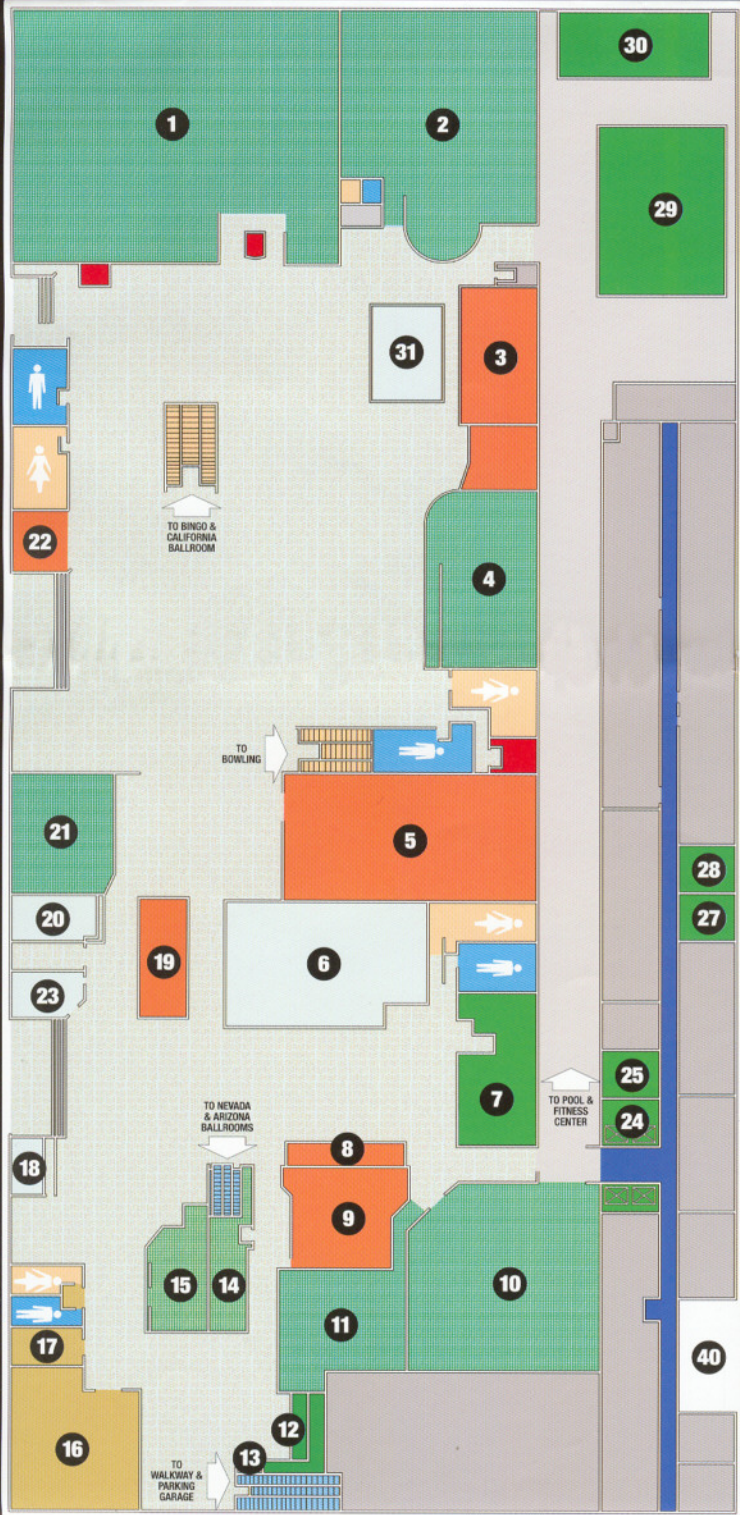 30
1
2
29
31
3
22
TO BINGO &
CALIFORNIA
BALLROOM
4
TO
BOWLING
21
5
28
20
27
19
6
23
25
7
TO POOL &
FITNESS
CENTER
24
TO NEVADA
& ARIZONA
BALLROOMS
18
8
9
15
14
10
11
17
40
12
16
13
TO
WALKWAY &
PARKING
GARAGE